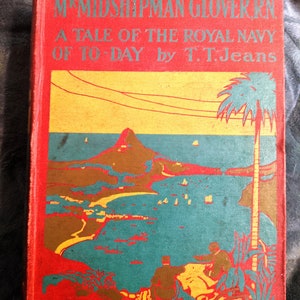 Mr MIDSHIPMAN GLOVER, R.N.
A TALE OF THE ROYAL NAVY
OF TO-DAY by T.T. Jeans